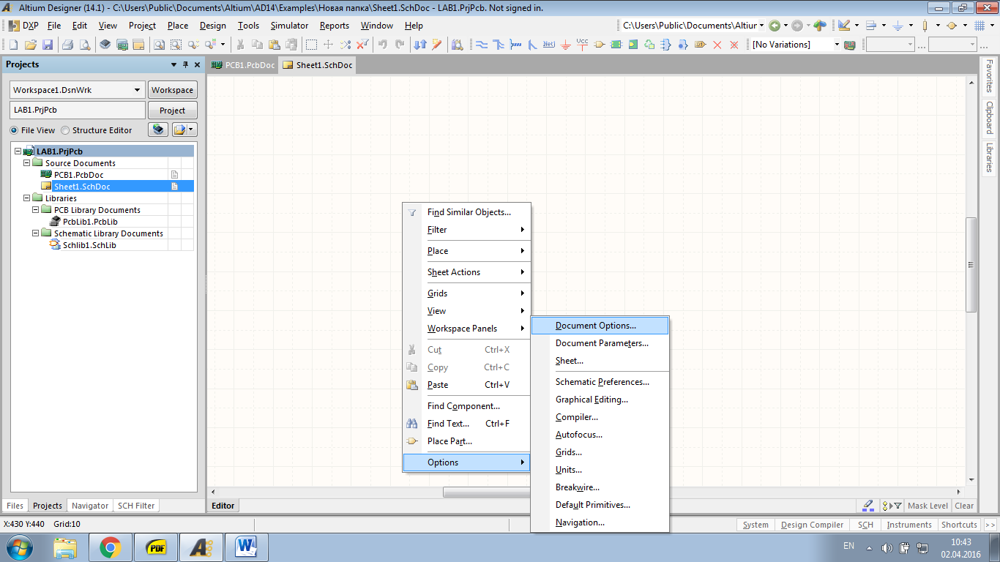 Altium Designer (14.1) - C:\Users\Public\Documents\Altium\AD14\Examples\Новая папка\Sheet1.SchDoc - LAB1.PrjPcb. Not signed in.
DXP File Edit View Project Place Design Tools Simulator Reports Window Help C:\Users\Public\Documents\Altiur
Net) Vcc [No Variations] ... ...
Projects
PCB1.PcbDoc Sheet1.SchDoc
Workspace1.DsnWrk Workspace
LAB1.PrjPcb Project
File View Structure Editor
LAB1.PrjPcb
Source Documents
PCB1.PcbDoc
Sheet1.SchDoc
Libraries
PCB Library Documents
PcbLib1.PcbLib
Schematic Library Documents
Schlib1.SchLib
Find Similar Objects...
Filter
Place
Sheet Actions
Grids
View
Workspace Panels
Cut Ctrl+X
Copy Ctrl+C
Paste Ctrl+V
Find Component...
Find Text... Ctrl+F
Place Part...
Options
Document Options...
Document Parameters...
Sheet...
Schematic Preferences...
Graphical Editing...
Compiler...
Autofocus...
Grids...
Units...
Breakwire...
Default Primitives...
Navigation...
Favorites
Clipboard
Libraries
Files Projects Navigator SCH Filter
Editor
Mask Level Clear
X:430 Y:440 Grid:10
System Design Compiler SCH Instruments Shortcuts >>
PDF
W
EN
10:43
02.04.2016